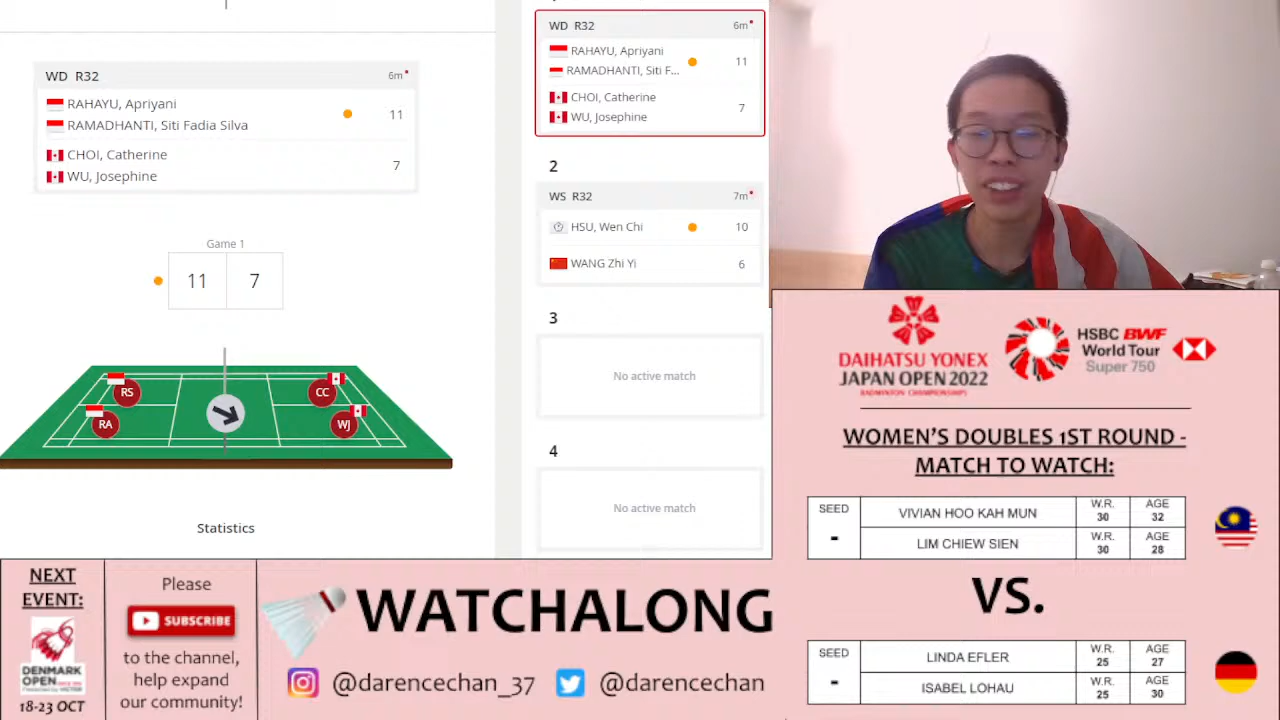 WD R32
6m
RAHAYU, Apriyani
RAMADHANTI, Siti Fadia Silva
11
CHOI, Catherine
WU, Josephine
7
Game 1
11 7
RS
RA
CC
WJ
Statistics
WD R32
6m
RAHAYU, Apriyani
RAMADHANTI, Siti F...
11
CHOI, Catherine
WU, Josephine
7
2
WS R32
7m
HSU, Wen Chi
10
WANG Zhi Yi
6
3
No active match
4
No active match
DAIHATSU YONEX
JAPAN OPEN 2022
BADMINTON CHAMPIONSHIPS
HSBC BWF
World Tour
Super 750
WOMEN'S DOUBLES 1ST ROUND -
MATCH TO WATCH:
SEED
-
VIVIAN HOO KAH MUN
W.R.
30
AGE
32
LIM CHIEW SIEN
W.R.
30
AGE
28
VS.
SEED
-
LINDA EFLER
W.R.
25
AGE
27
ISABEL LOHAU
W.R.
25
AGE
30
NEXT
EVENT:
DENMARK
OPEN
18-23 OCT
Please
SUBSCRIBE
to the channel,
help expand
our community!
WATCHALONG
@darencechan_37
@darencechan